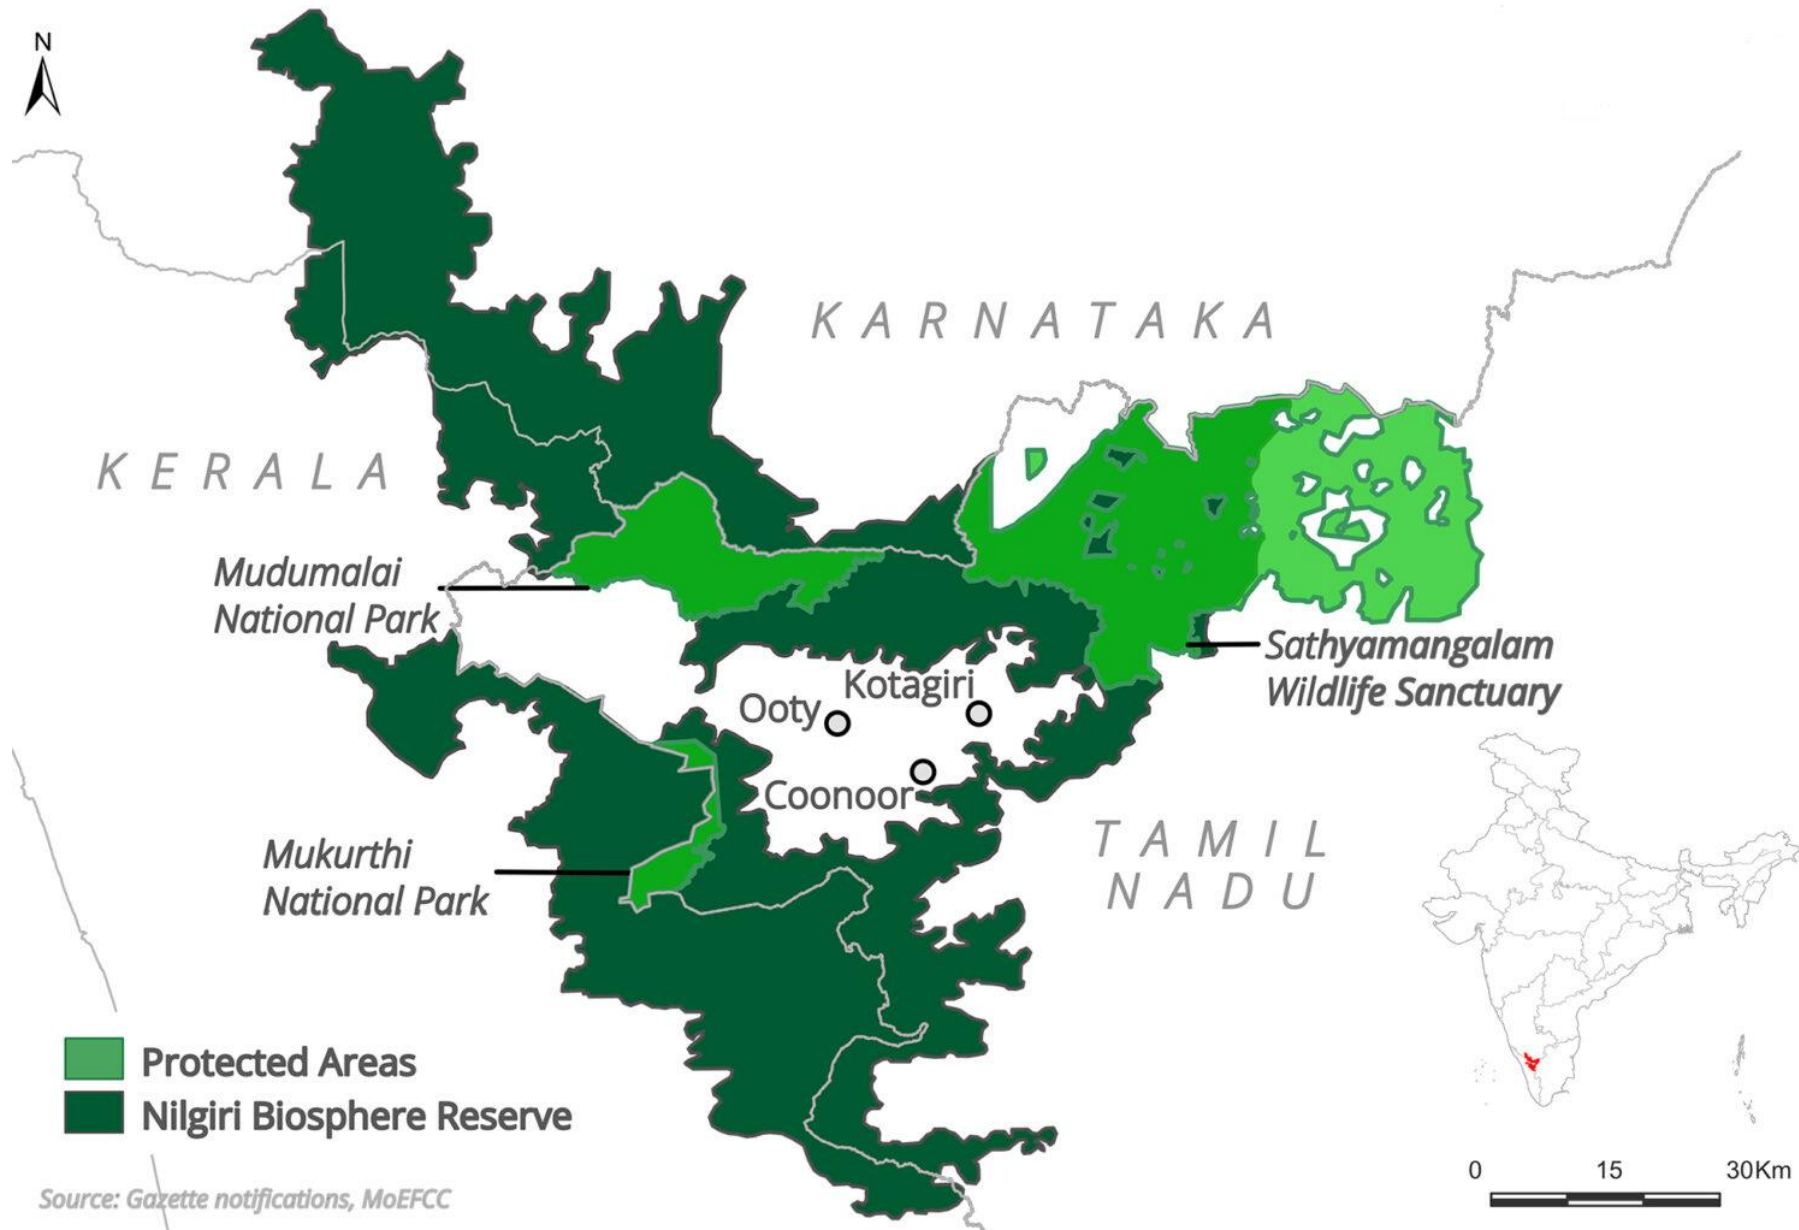 N
KARNATAKA
KERALA
Mudumalai
National Park
Sathyamangalam
Wildlife Sanctuary
Kotagiri
Ooty
Coonoor
TAMIL
NADU
Mukurthi
National Park
Protected Areas
Nilgiri Biosphere Reserve
0 15 30Km
Source: Gazette notifications, MoEFCC